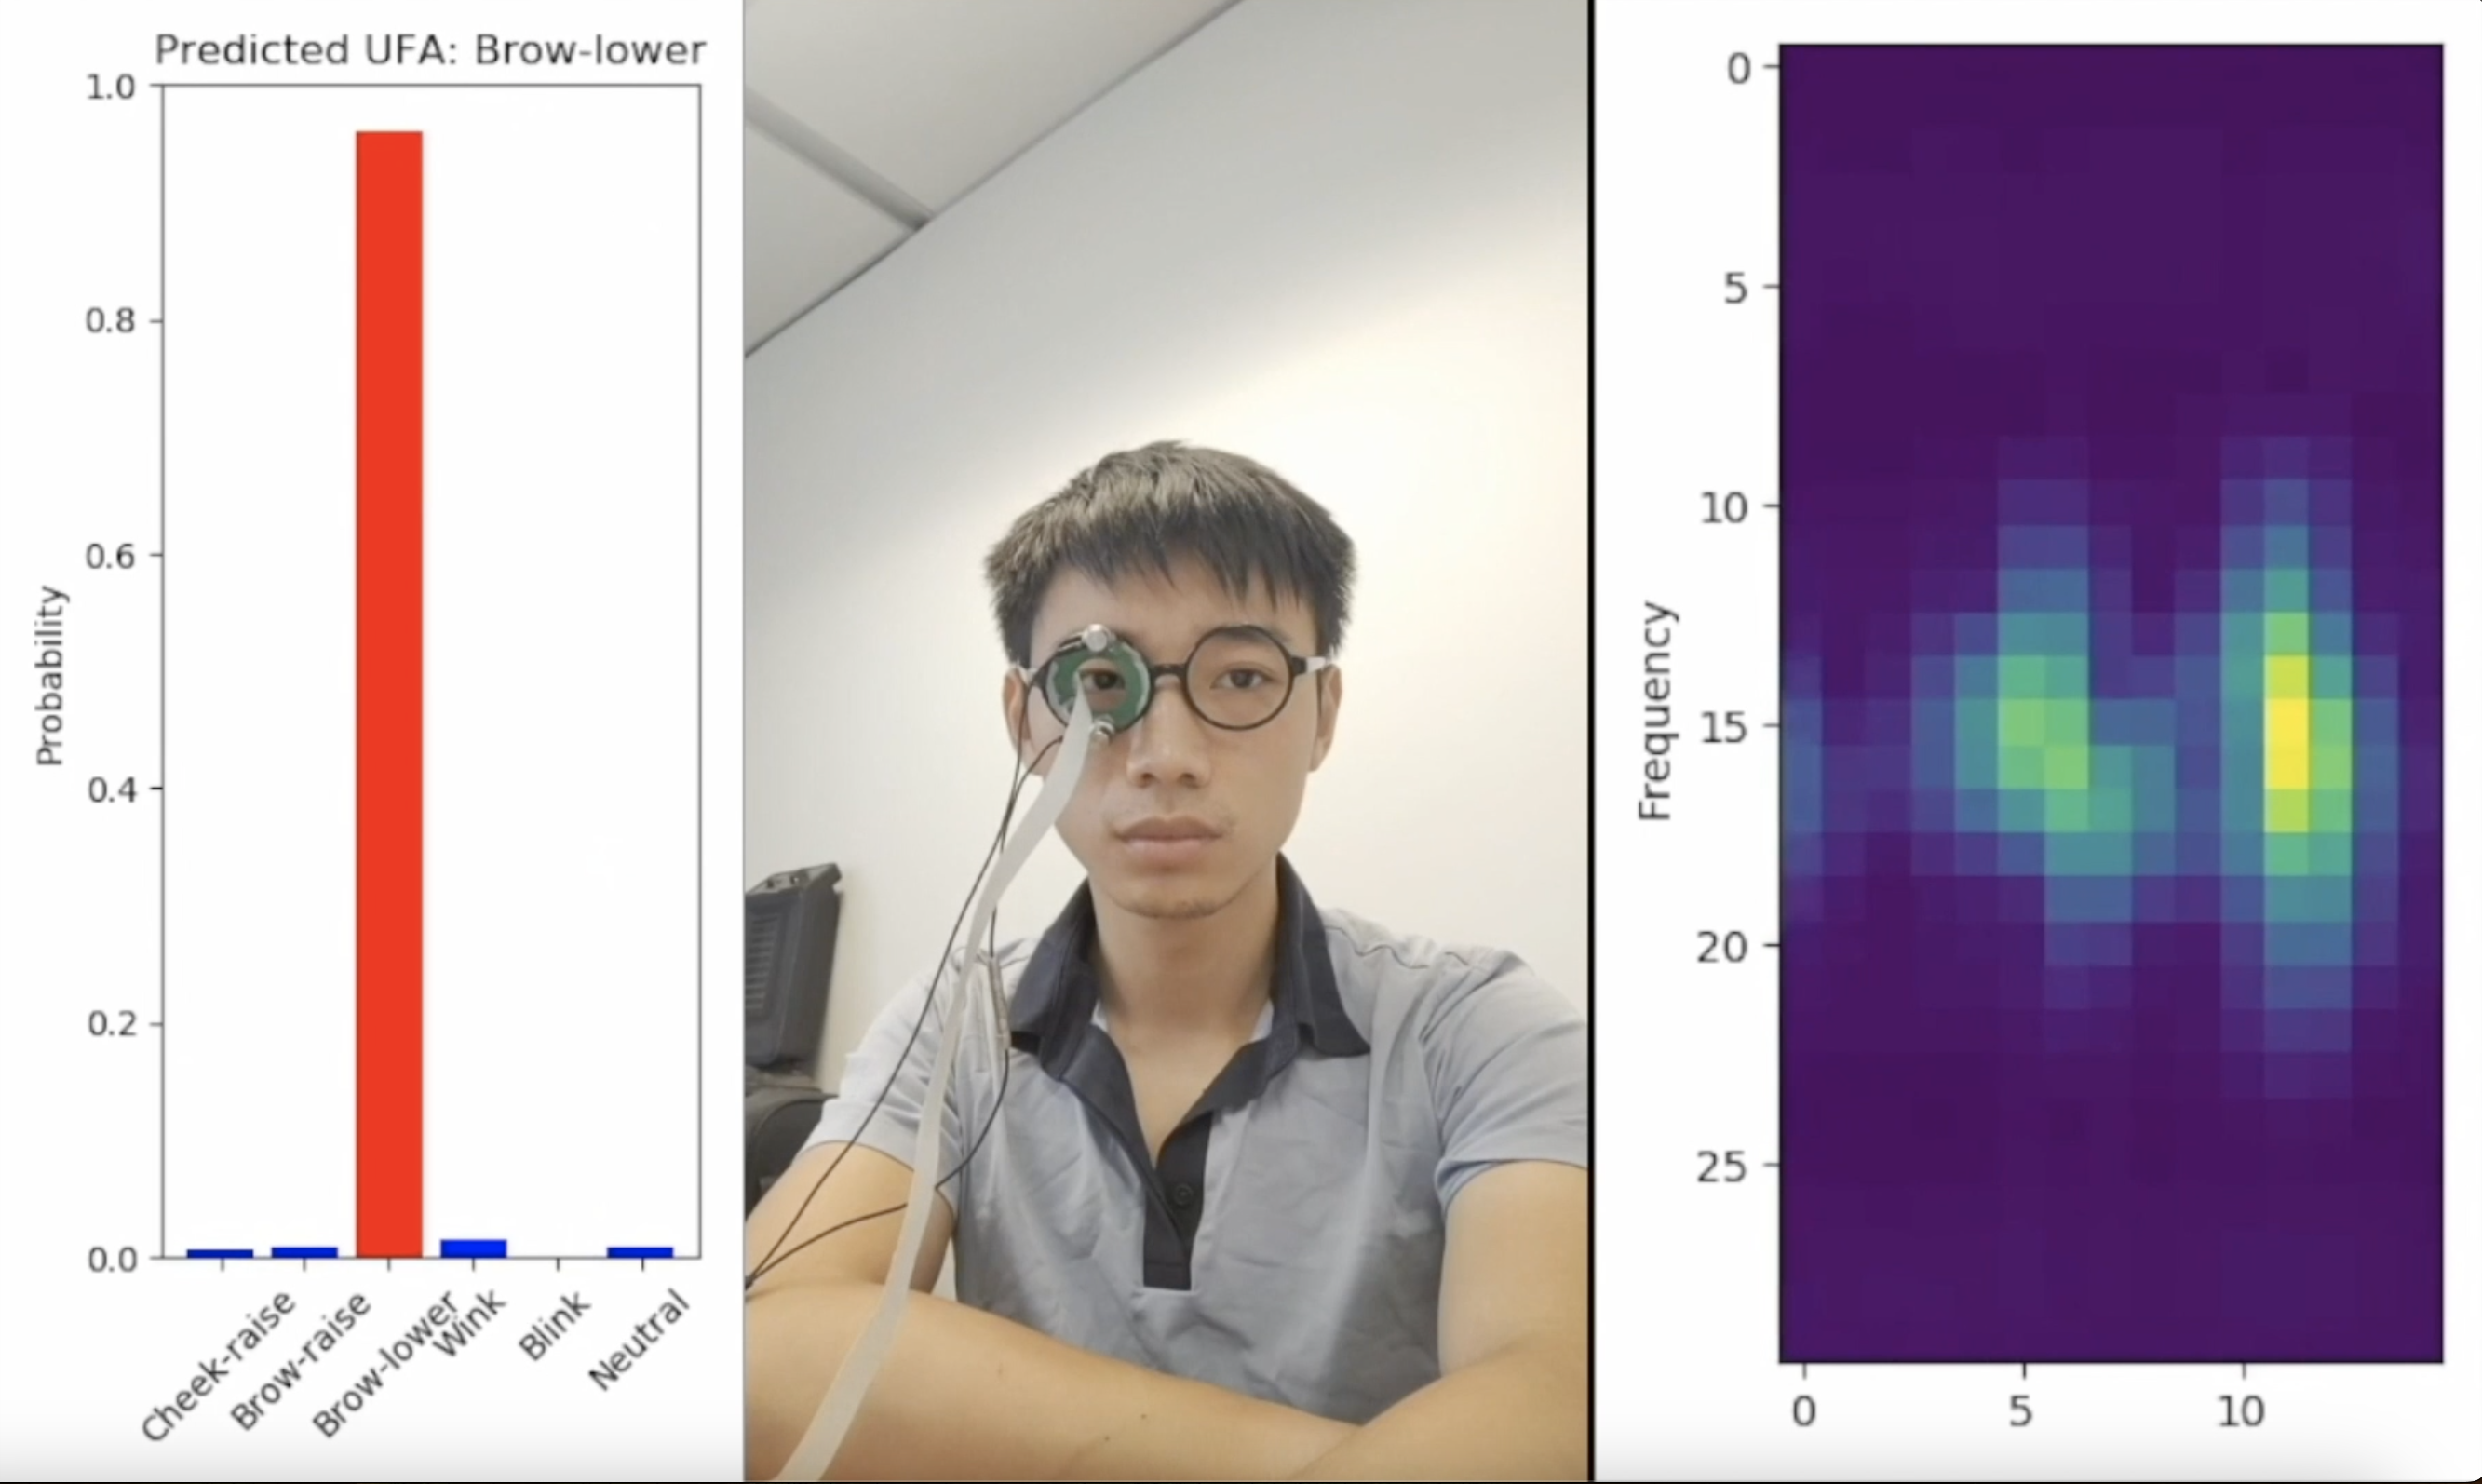 Predicted UFA: Brow-lower
1.0
0.8
0.6
0.4
0.2
0.0
Probability
Cheek-raise
Brow-raise
Brow-lower
Wink
Blink
Neutral
0
5
10
15
20
25
Frequency
0
5
10